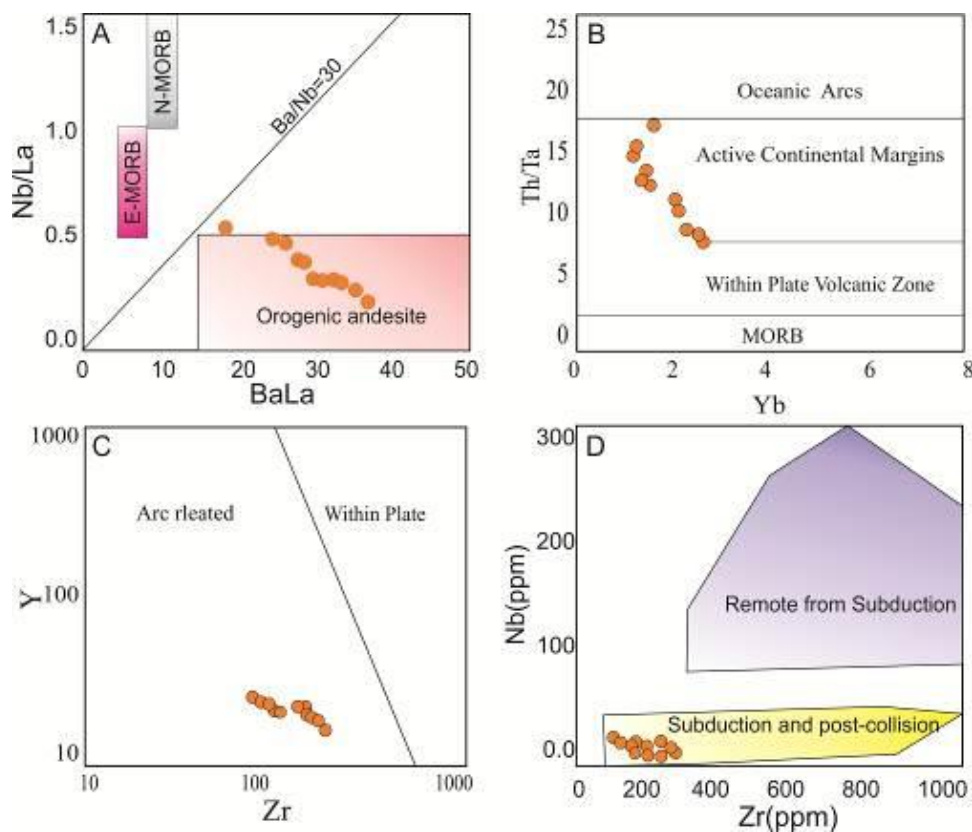 A
1.5
1.0
0.5
0.0
Nb/La
N-MORB
E-MORB
Ba/Nb=30
Orogenic andesite
0
10
20
30
40
50
BaLa
B
25
20
15
10
5
0
Th/Ta
Oceanic Arcs
Active Continental Margins
Within Plate Volcanic Zone
MORB
0
2
4
6
8
Yb
C
1000
100
10
Y
Arc rleated
Within Plate
10
100
1000
Zr
D
300
200
100
0.0
Nb(ppm)
Remote from Subduction
Subduction and post-collision
0
200
400
600
800
1000
Zr(ppm)